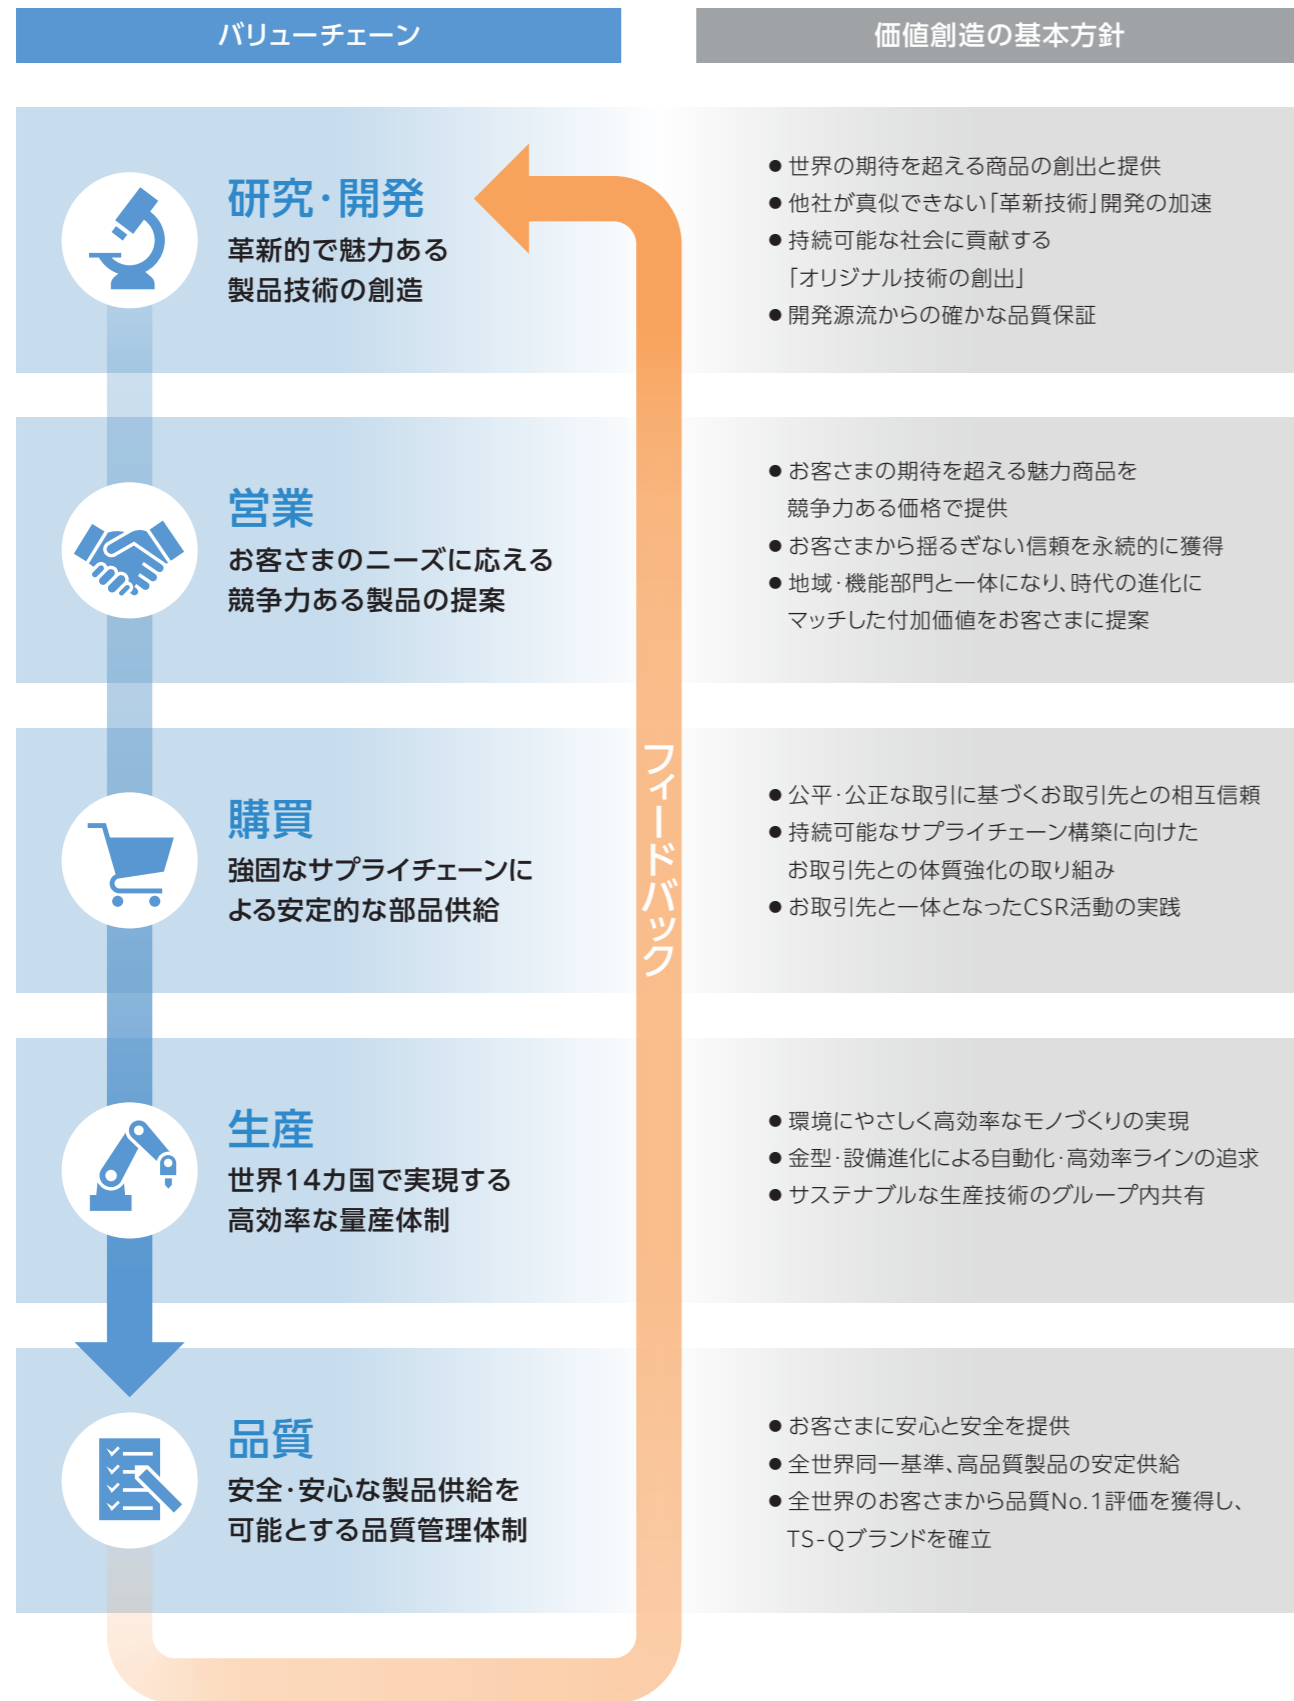 バリューチェーン
価値創造の基本方針
研究・開発
革新的で魅力ある
製品技術の創造
● 世界の期待を超える商品の創出と提供
● 他社が真似できない「革新技術」開発の加速
● 持続可能な社会に貢献する
「オリジナル技術の創出」
● 開発源流からの確かな品質保証
営業
お客さまのニーズに応える
競争力ある製品の提案
● お客さまの期待を超える魅力商品を
競争力ある価格で提供
● お客さまから揺るぎない信頼を永続的に獲得
● 地域・機能部門と一体になり、時代の進化に
マッチした付加価値をお客さまに提案
購買
強固なサプライチェーンに
よる安定的な部品供給
フィードバック
● 公平・公正な取引に基づくお取引先との相互信頼
● 持続可能なサプライチェーン構築に向けた
お取引先との体質強化の取り組み
● お取引先と一体となったCSR活動の実践
生産
世界14カ国で実現する
高効率な量産体制
● 環境にやさしく高効率なモノづくりの実現
● 金型・設備進化による自動化・高効率ラインの追求
● サステナブルな生産技術のグループ内共有
品質
安全・安心な製品供給を
可能とする品質管理体制
● お客さまに安心と安全を提供
● 全世界同一基準、高品質製品の安定供給
● 全世界のお客さまから品質No.1評価を獲得し、
TS-Qブランドを確立